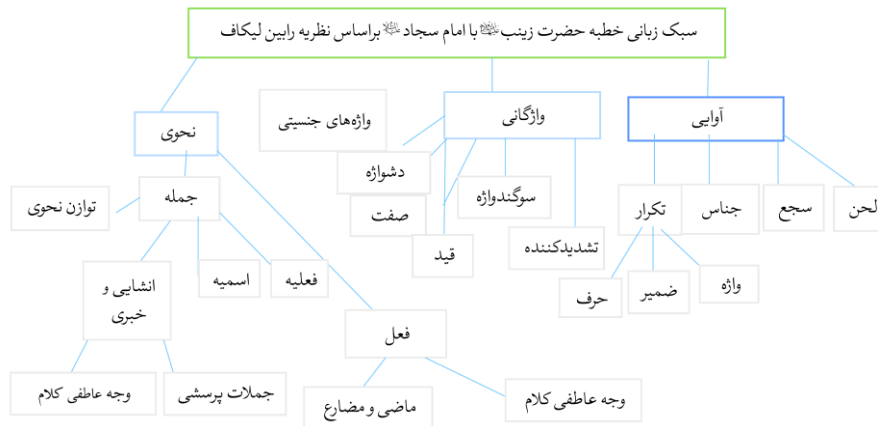 سبک زبانی خطبه حضرت زینب با امام سجاد براساس نظریه رابین لیکاف
آوایی
واژگانی
نحوی
لحن
سجع
جناس
تکرار
واژه
ضمیر
حرف
واژه‌های جنسیتی
دشواژه
صفت
قید
سوگندواژه
تشدیدکننده
جمله
توازن نحوی
فعلیه
اسمیه
انشایی و
خبری
جملات پرسشی
وجه عاطفی کلام
فعل
ماضی و مضارع
وجه عاطفی کلام